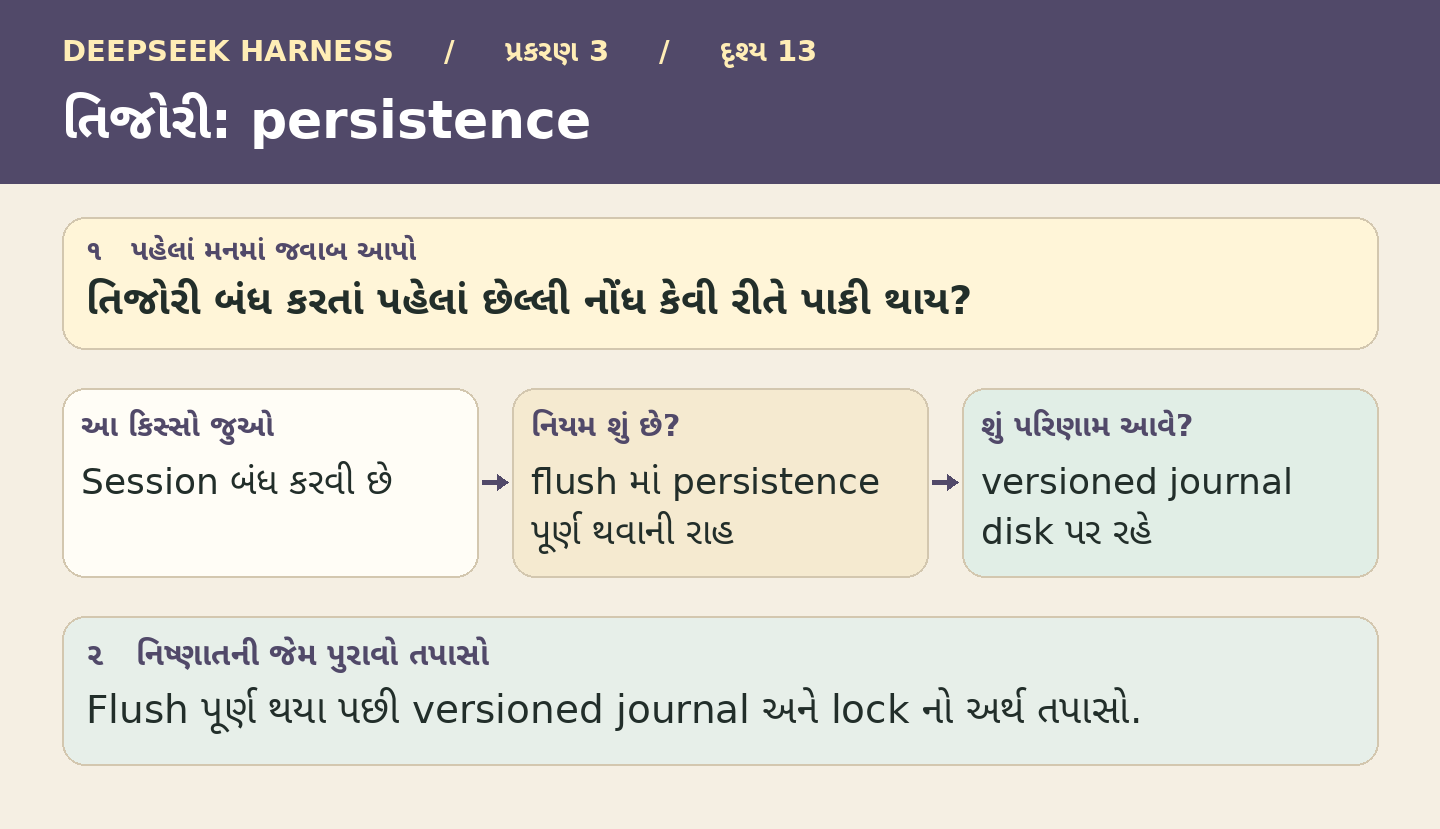 DEEPSEEK HARNESS / પ્રકરણ 3 / દૃશ્ય 13
તિજોરી: persistence
૧ પહેલાં મનમાં જવાબ આપો
તિજોરી બંધ કરતાં પહેલાં છેલ્લી નોંધ કેવી રીતે પાકી થાય?
આ કિસ્સો જુઓ
Session બંધ કરવી છે
નિયમ શું છે?
flush માં persistence
પૂર્ણ થવાની રાહ
શું પરિણામ આવે?
versioned journal
disk પર રહે
૨ નિષ્ણાતની જેમ પુરાવો તપાસો
Flush પૂર્ણ થયા પછી versioned journal અને lock નો અર્થ તપાસો.